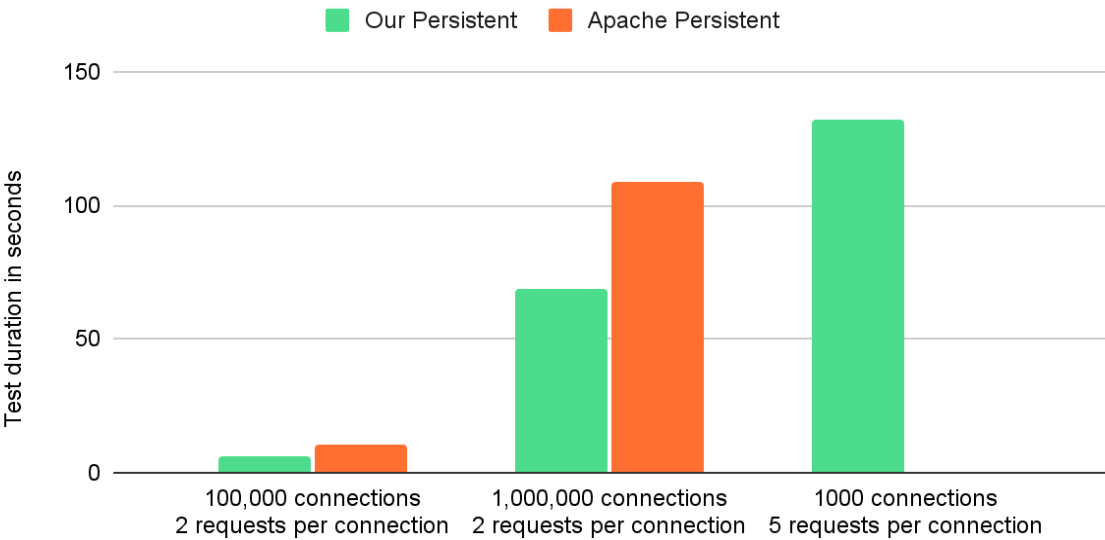 Our Persistent
Apache Persistent
150
100
50
0
Test duration in seconds
100,000 connections
2 requests per connection
1,000,000 connections
2 requests per connection
1000 connections
5 requests per connection